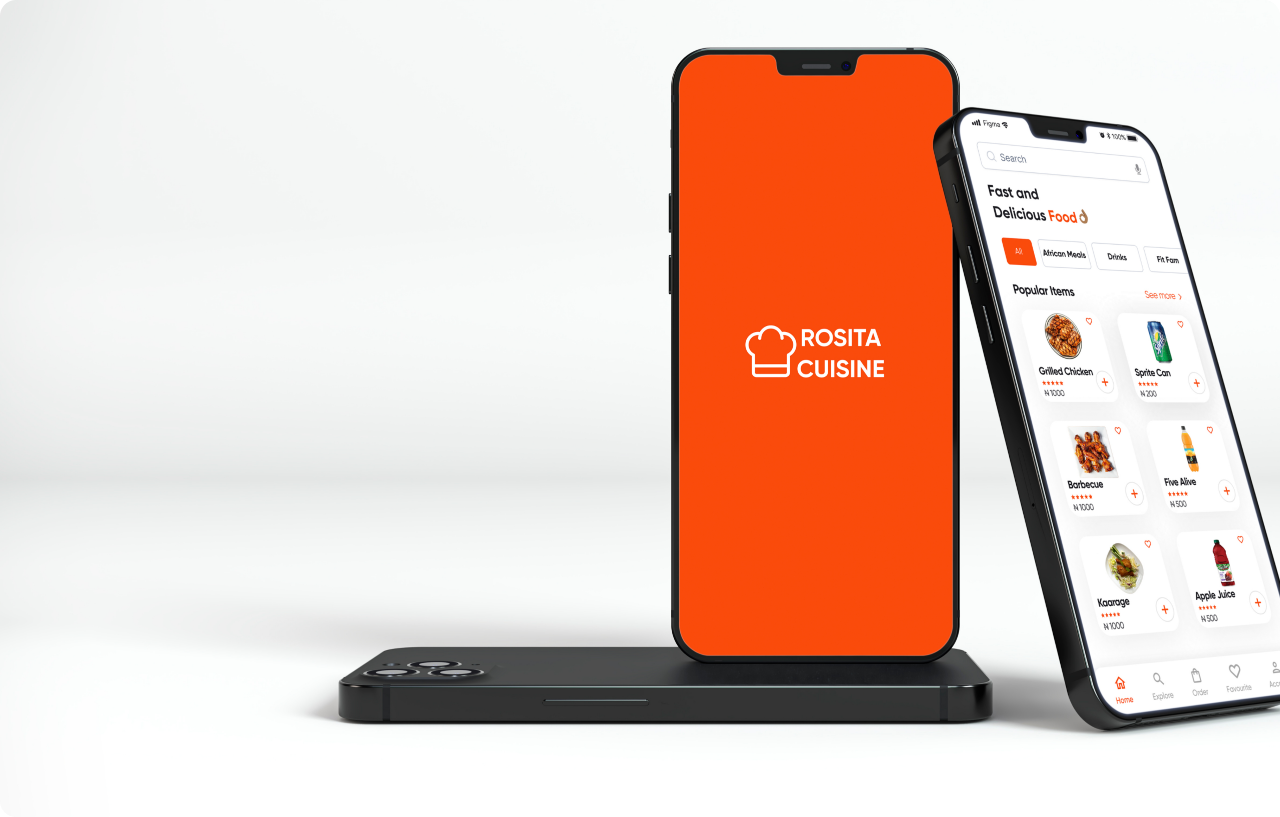 ROSITA
CUISINE
Figma
100%
Search
Fast and
Delicious Food👌🏽
All
African Meals
Drinks
Fit Fam
Popular Items
See more >
Grilled Chicken
₦ 1000
Sprite Can
₦ 200
Barbecue
₦ 1000
Five Alive
₦ 500
Kaarage
₦ 1000
Apple Juice
₦ 500
Home
Explore
Order
Favourite